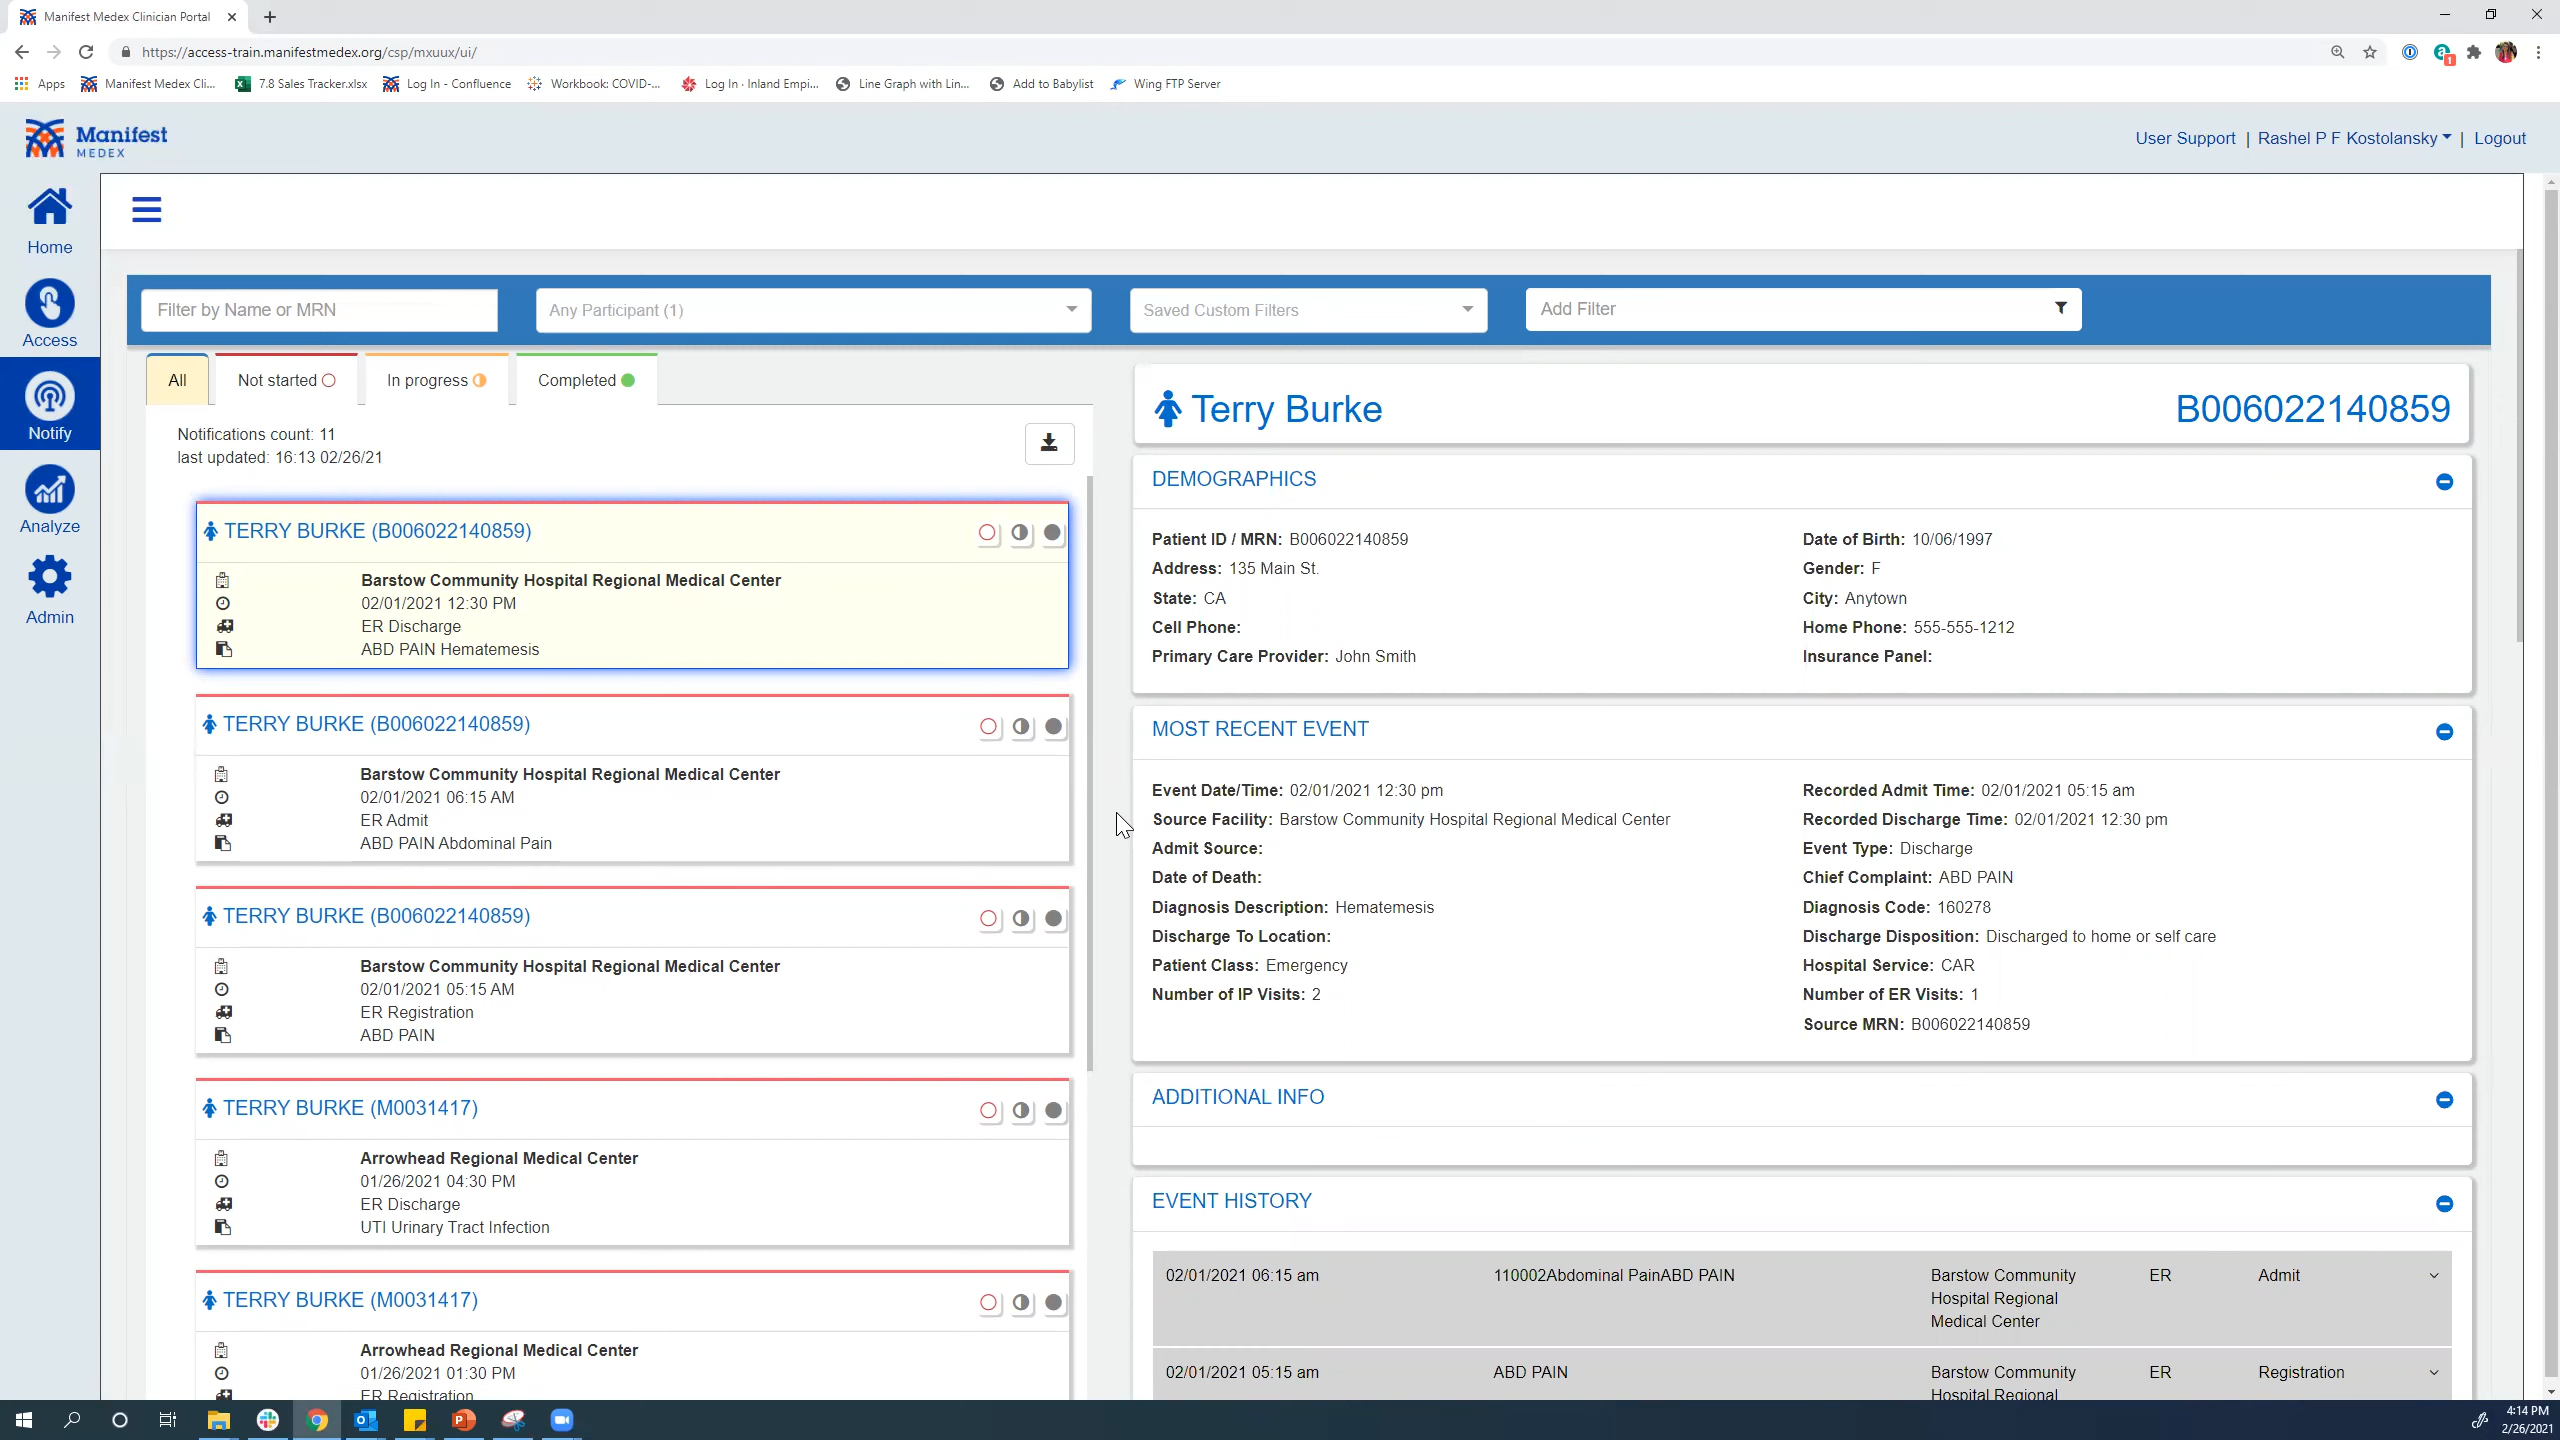 Manifest Medex Clinician Portal
https://access-train.manifestmedex.org/csp/mxuux/ui/
1
Apps
Manifest Medex Cli...
7.8 Sales Tracker.xlsx
Log In - Confluence
Workbook: COVID-...
Log In · Inland Empi...
Line Graph with Lin...
Add to Babylist
Wing FTP Server
Manifest
MEDEX
User Support | Rashel P F Kostolansky | Logout
Home
Access
Notify
Analyze
Admin
Filter by Name or MRN
Any Participant (1)
Saved Custom Filters
Add Filter
All
Not started
In progress
Completed
Notifications count: 11
last updated: 16:13 02/26/21
TERRY BURKE (B006022140859)
Barstow Community Hospital Regional Medical Center
02/01/2021 12:30 PM
ER Discharge
ABD PAIN Hematemesis
TERRY BURKE (B006022140859)
Barstow Community Hospital Regional Medical Center
02/01/2021 06:15 AM
ER Admit
ABD PAIN Abdominal Pain
TERRY BURKE (B006022140859)
Barstow Community Hospital Regional Medical Center
02/01/2021 05:15 AM
ER Registration
ABD PAIN
TERRY BURKE (M0031417)
Arrowhead Regional Medical Center
01/26/2021 04:30 PM
ER Discharge
UTI Urinary Tract Infection
TERRY BURKE (M0031417)
Arrowhead Regional Medical Center
01/26/2021 01:30 PM
ER Registration
Terry Burke
B006022140859
DEMOGRAPHICS
Patient ID / MRN: B006022140859
Address: 135 Main St.
State: CA
Cell Phone:
Primary Care Provider: John Smith
Date of Birth: 10/06/1997
Gender: F
City: Anytown
Home Phone: 555-555-1212
Insurance Panel:
MOST RECENT EVENT
Event Date/Time: 02/01/2021 12:30 pm
Source Facility: Barstow Community Hospital Regional Medical Center
Admit Source:
Date of Death:
Diagnosis Description: Hematemesis
Discharge To Location:
Patient Class: Emergency
Number of IP Visits: 2
Recorded Admit Time: 02/01/2021 05:15 am
Recorded Discharge Time: 02/01/2021 12:30 pm
Event Type: Discharge
Chief Complaint: ABD PAIN
Diagnosis Code: 160278
Discharge Disposition: Discharged to home or self care
Hospital Service: CAR
Number of ER Visits: 1
Source MRN: B006022140859
ADDITIONAL INFO
EVENT HISTORY
02/01/2021 06:15 am
110002Abdominal PainABD PAIN
Barstow Community
Hospital Regional
Medical Center
ER
Admit
02/01/2021 05:15 am
ABD PAIN
Barstow Community
Hospital Regional
ER
Registration
4:14 PM
2/26/2021